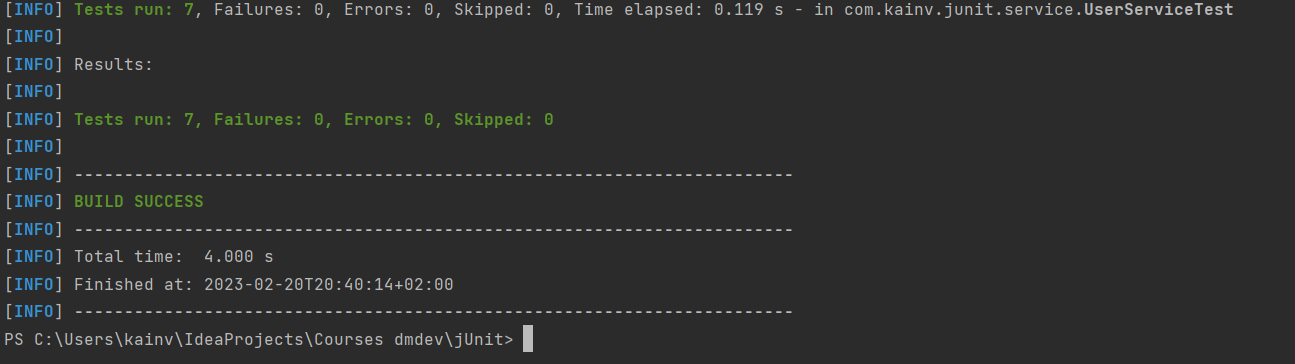 [INFO] Tests run: 7, Failures: 0, Errors: 0, Skipped: 0, Time elapsed: 0.119 s - in com.kainv.junit.service.UserServiceTest
[INFO]
[INFO] Results:
[INFO]
[INFO] Tests run: 7, Failures: 0, Errors: 0, Skipped: 0
[INFO]
[INFO] ------------------------------------------------------------------------
[INFO] BUILD SUCCESS
[INFO] ------------------------------------------------------------------------
[INFO] Total time:  4.000 s
[INFO] Finished at: 2023-02-20T20:40:14+02:00
[INFO] ------------------------------------------------------------------------
PS C:\Users\kainv\IdeaProjects\Courses dmdev\jUnit>